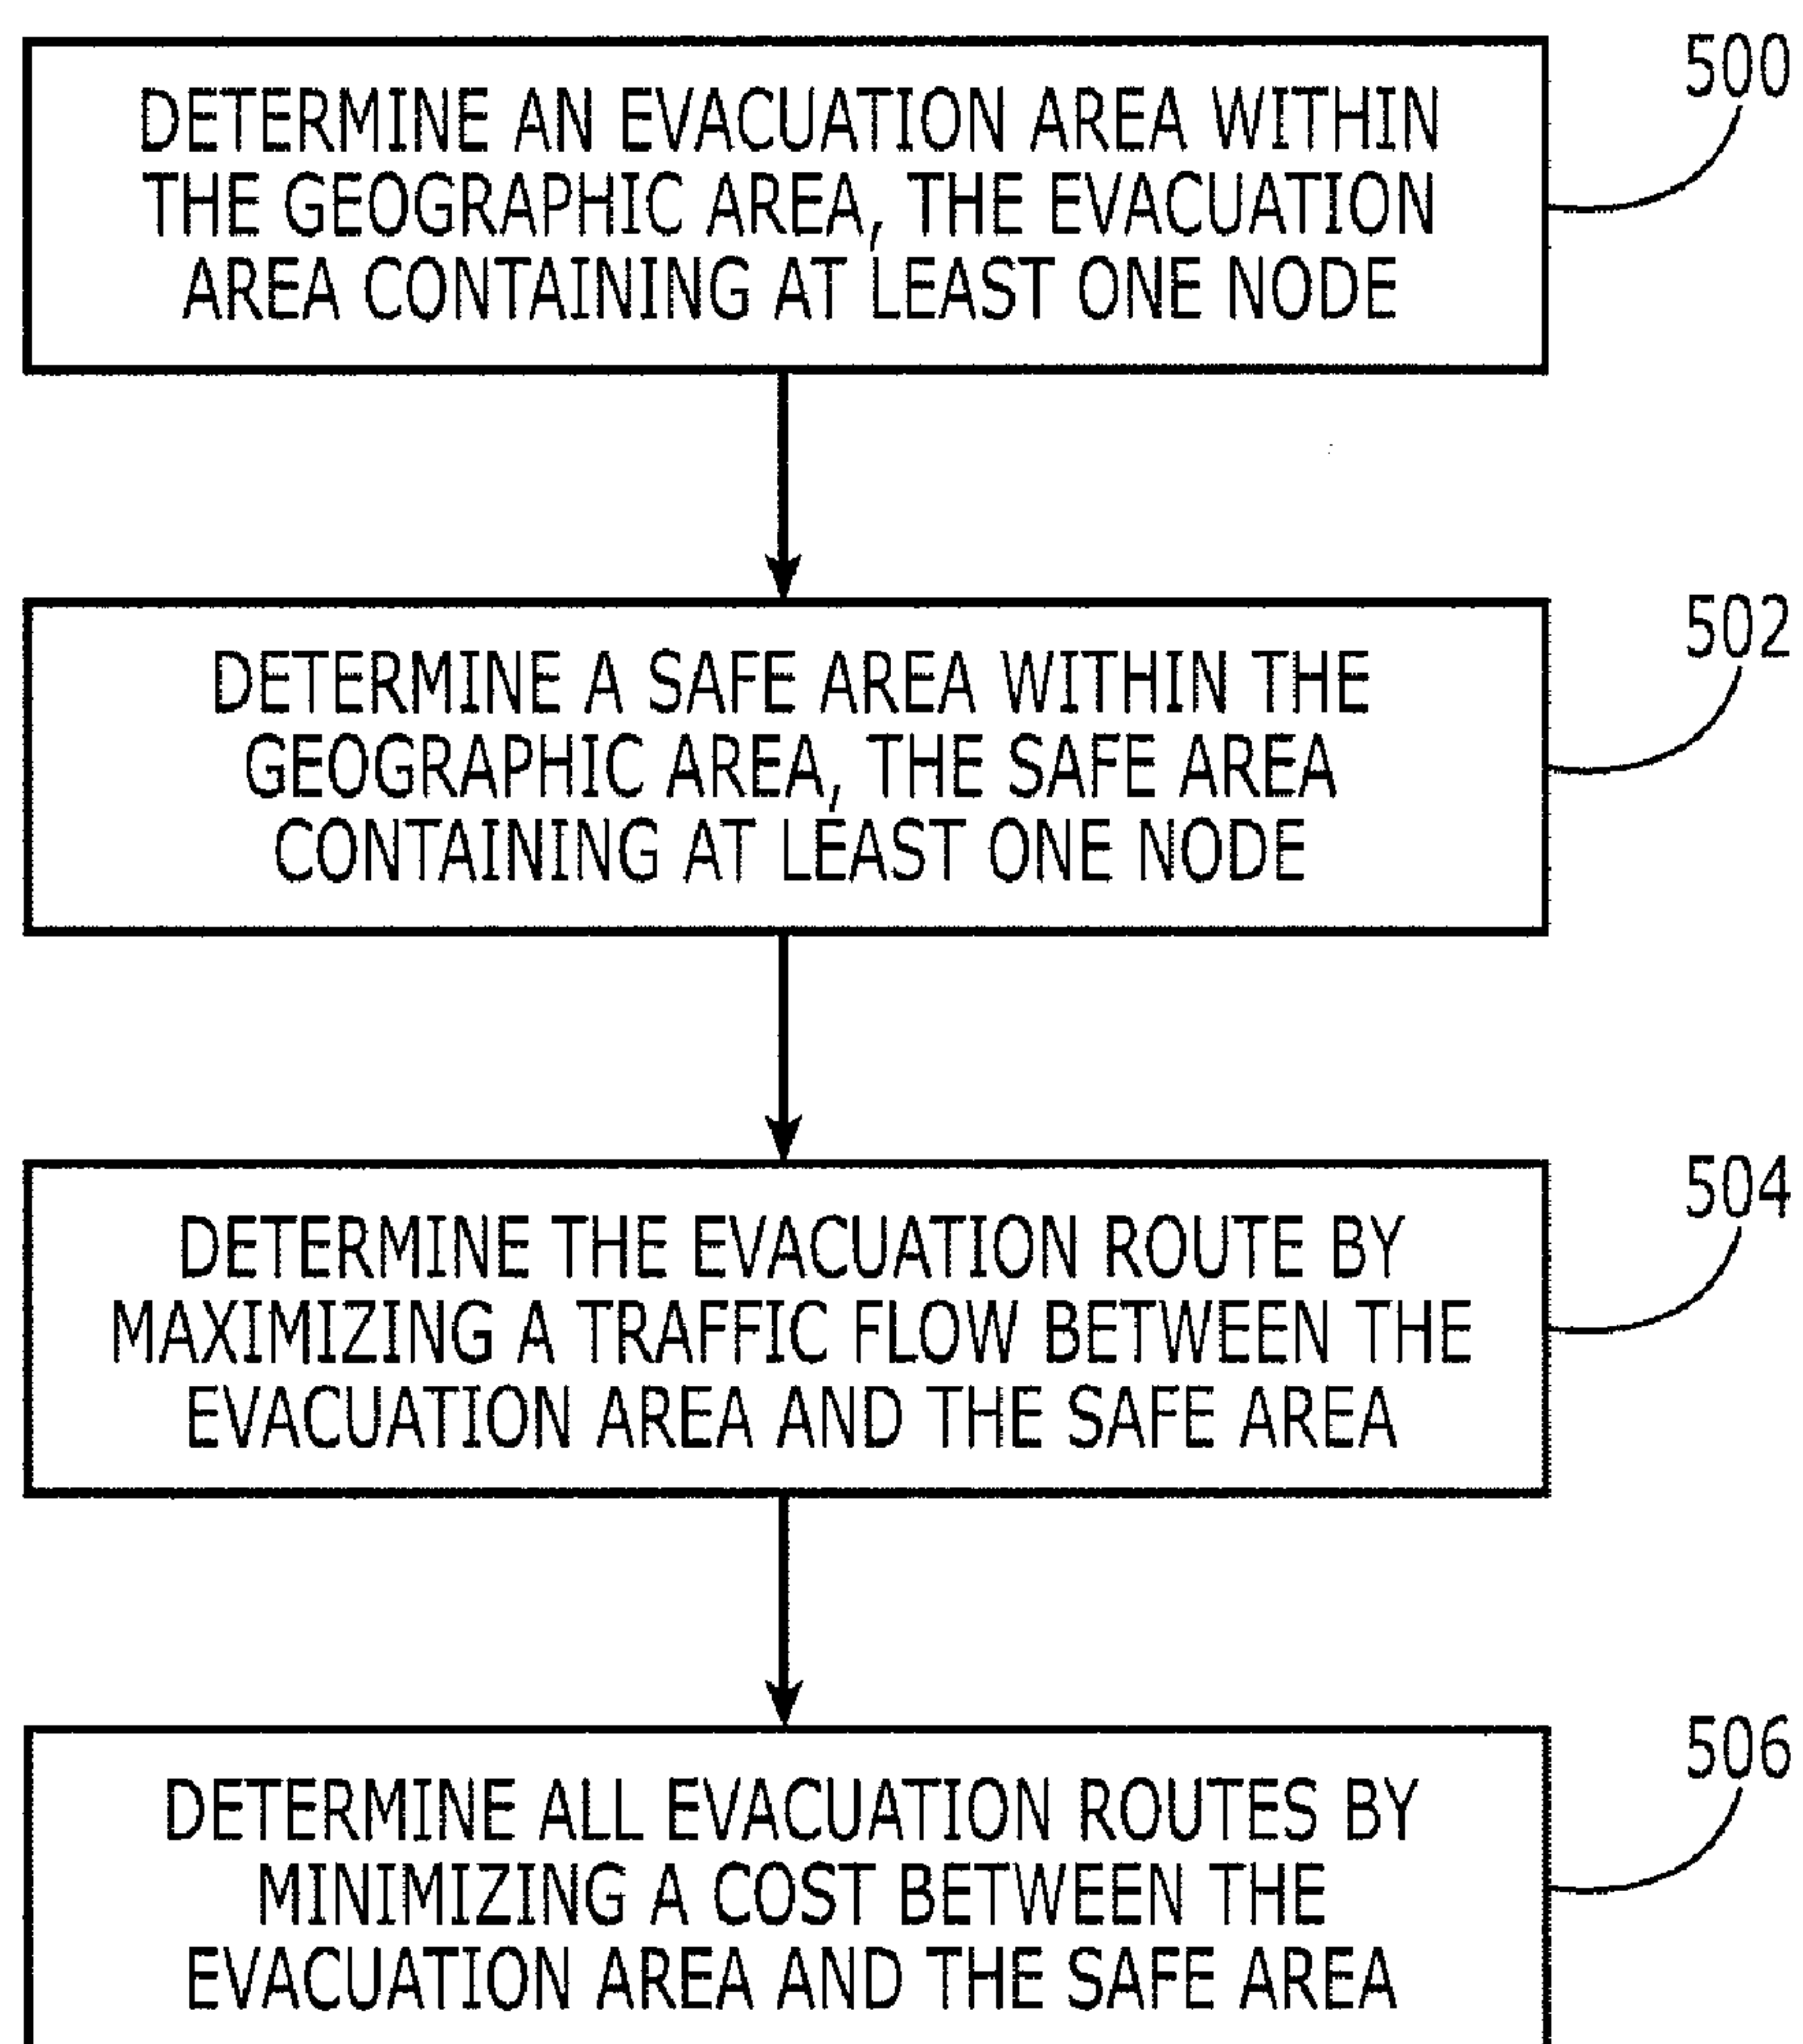 500
DETERMINE AN EVACUATION AREA WITHIN
THE GEOGRAPHIC AREA, THE EVACUATION
AREA CONTAINING AT LEAST ONE NODE
502
DETERMINE A SAFE AREA WITHIN THE
GEOGRAPHIC AREA, THE SAFE AREA
CONTAINING AT LEAST ONE NODE
504
DETERMINE THE EVACUATION ROUTE BY
MAXIMIZING A TRAFFIC FLOW BETWEEN THE
EVACUATION AREA AND THE SAFE AREA
506
DETERMINE ALL EVACUATION ROUTES BY
MINIMIZING A COST BETWEEN THE
EVACUATION AREA AND THE SAFE AREA